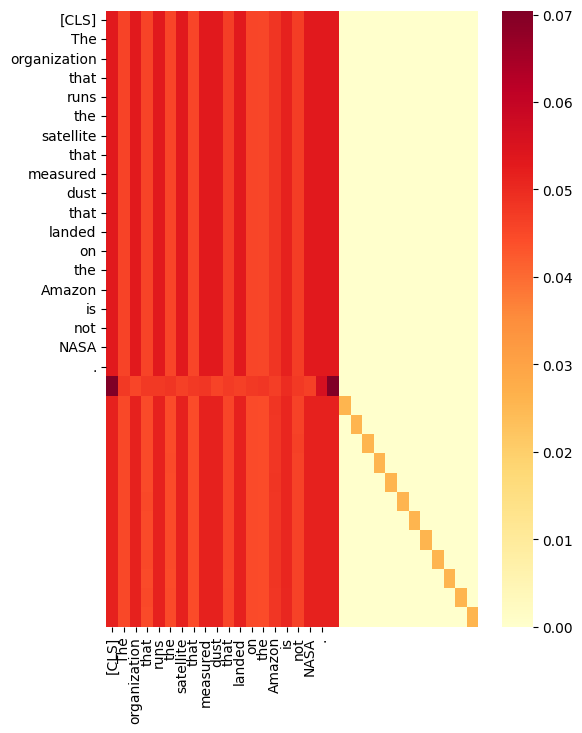 [CLS]
The
organization
that
runs
the
satellite
that
measured
dust
that
landed
on
the
Amazon
is
not
NASA
.
0.07
0.06
0.05
0.04
0.03
0.02
0.01
0.00
[CLS]
The
organization
that
runs
the
satellite
that
measured
dust
that
landed
on
the
Amazon
is
not
NASA
.